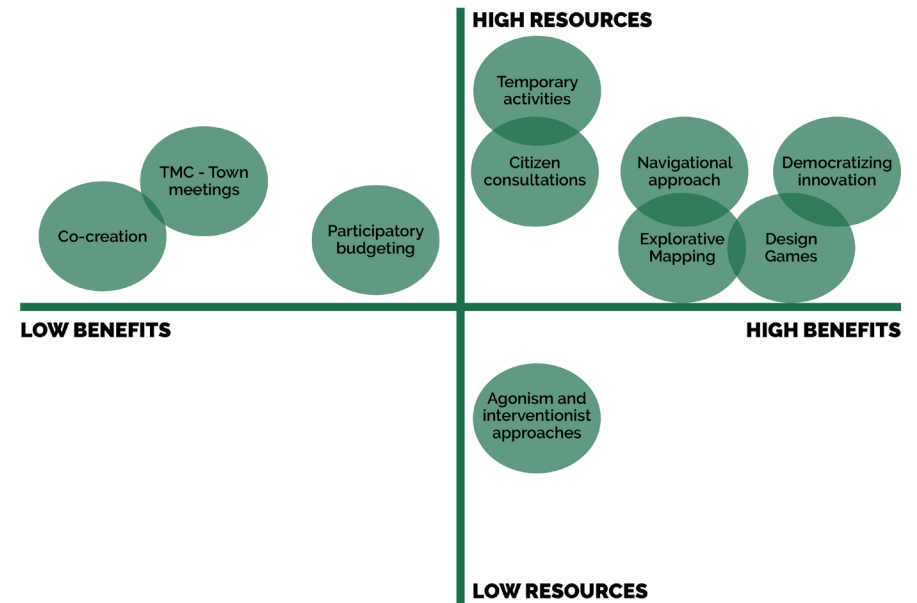 HIGH RESOURCES
Temporary
activities
TMC - Town
meetings
Citizen
consultations
Navigational
approach
Democratizing
innovation
Co-creation
Participatory
budgeting
Explorative
Mapping
Design
Games
LOW BENEFITS
HIGH BENEFITS
Agonism and
interventionist
approaches
LOW RESOURCES